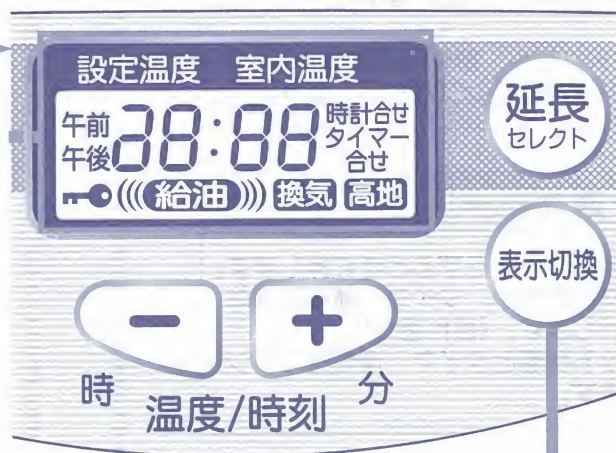 設定温度 室内温度
午前
午後
28:88
時計合せ
タイマー
合せ
給油 換気 高地
延長
セレクト
表示切換
− +
時 温度/時刻 分